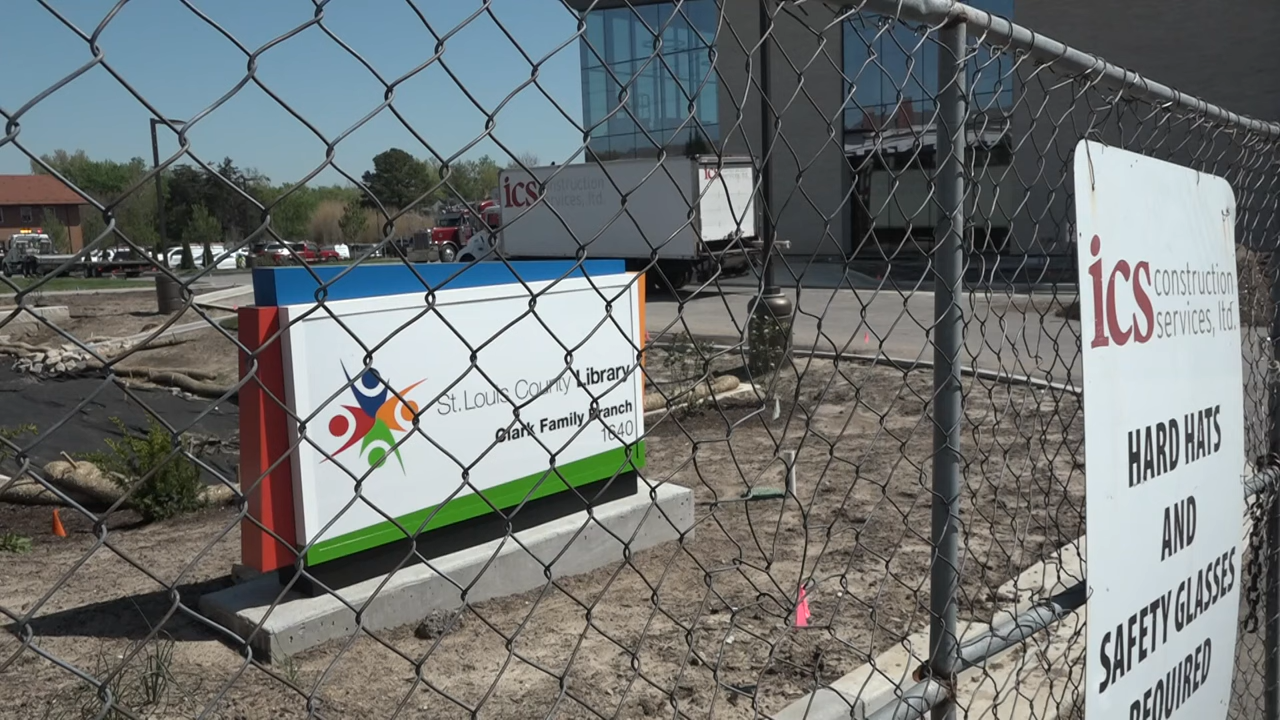 ics construction
services, ltd.
ics
St. Louis County Library
Clark Family Branch
1640
ics construction
services, ltd.
HARD HATS
AND
SAFETY GLASSES
REQUIRED